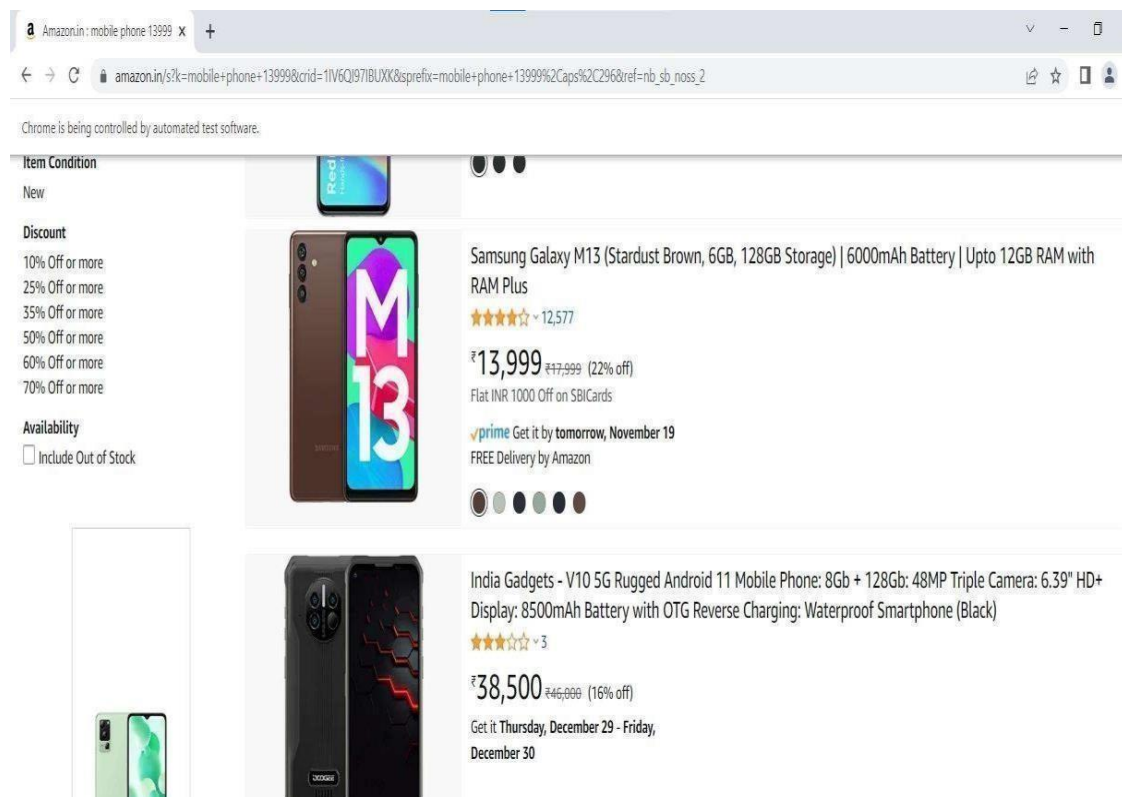 Amazon.in : mobile phone 13999
amazon.in/s?k=mobile+phone+13999&crid=1IV6QI97IBUXK&sprefix=mobile+phone+13999%2Caps%2C296&ref=nb_sb_noss_2
Chrome is being controlled by automated test software.
Item Condition
New
Discount
10% Off or more
25% Off or more
35% Off or more
50% Off or more
60% Off or more
70% Off or more
Availability
Include Out of Stock
Redmi
M
13
SAMSUNG
Samsung Galaxy M13 (Stardust Brown, 6GB, 128GB Storage) | 6000mAh Battery | Upto 12GB RAM with
RAM Plus
12,577
₹13,999 ₹17,999 (22% off)
Flat INR 1000 Off on SBICards
prime Get it by tomorrow, November 19
FREE Delivery by Amazon
DOOGEE
India Gadgets - V10 5G Rugged Android 11 Mobile Phone: 8Gb + 128Gb: 48MP Triple Camera: 6.39" HD+
Display: 8500mAh Battery with OTG Reverse Charging: Waterproof Smartphone (Black)
3
₹38,500 ₹46,000 (16% off)
Get it Thursday, December 29 - Friday,
December 30